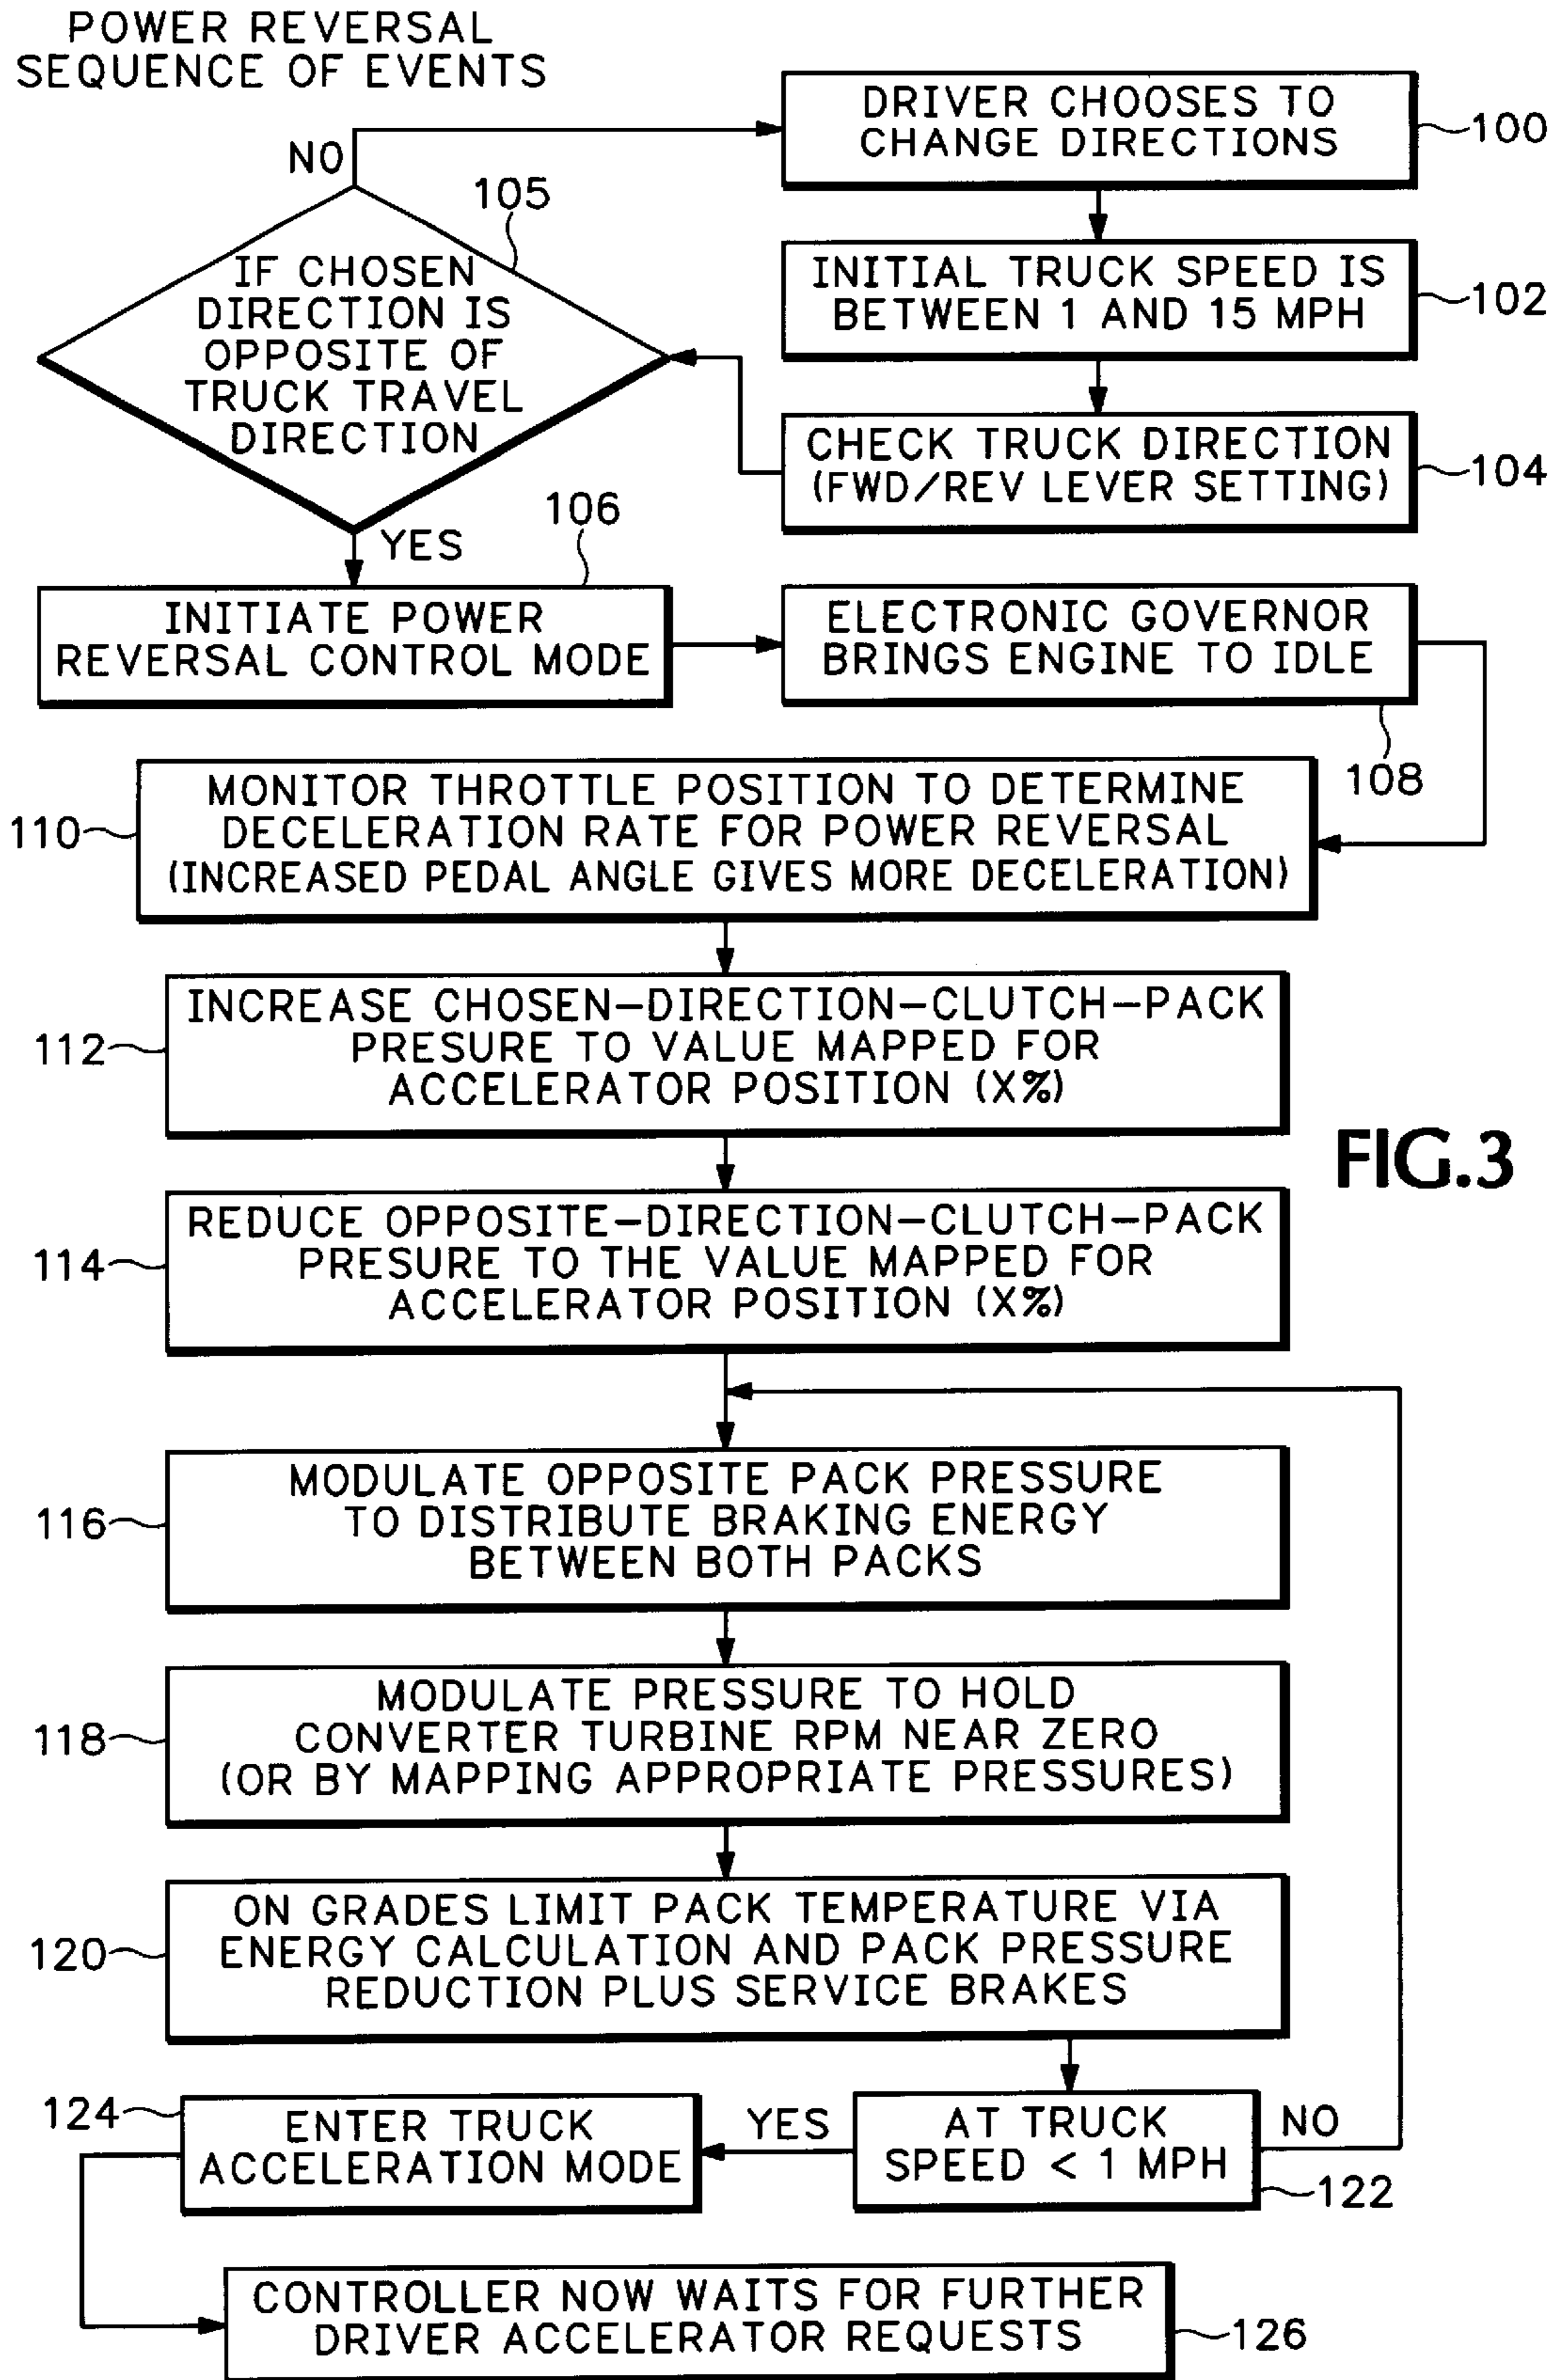 POWER REVERSAL
SEQUENCE OF EVENTS
DRIVER CHOOSES TO
CHANGE DIRECTIONS
100
INITIAL TRUCK SPEED IS
BETWEEN 1 AND 15 MPH
102
CHECK TRUCK DIRECTION
(FWD/REV LEVER SETTING)
104
NO
105
IF CHOSEN
DIRECTION IS
OPPOSITE OF
TRUCK TRAVEL
DIRECTION
YES
106
INITIATE POWER
REVERSAL CONTROL MODE
ELECTRONIC GOVERNOR
BRINGS ENGINE TO IDLE
108
110
MONITOR THROTTLE POSITION TO DETERMINE
DECELERATION RATE FOR POWER REVERSAL
(INCREASED PEDAL ANGLE GIVES MORE DECELERATION)
112
INCREASE CHOSEN-DIRECTION-CLUTCH-PACK
PRESURE TO VALUE MAPPED FOR
ACCELERATOR POSITION (X%)
FIG.3
114
REDUCE OPPOSITE-DIRECTION-CLUTCH-PACK
PRESURE TO THE VALUE MAPPED FOR
ACCELERATOR POSITION (X%)
116
MODULATE OPPOSITE PACK PRESSURE
TO DISTRIBUTE BRAKING ENERGY
BETWEEN BOTH PACKS
118
MODULATE PRESSURE TO HOLD
CONVERTER TURBINE RPM NEAR ZERO
(OR BY MAPPING APPROPRIATE PRESSURES)
120
ON GRADES LIMIT PACK TEMPERATURE VIA
ENERGY CALCULATION AND PACK PRESSURE
REDUCTION PLUS SERVICE BRAKES
AT TRUCK
SPEED < 1 MPH
122
NO
YES
124
ENTER TRUCK
ACCELERATION MODE
CONTROLLER NOW WAITS FOR FURTHER
DRIVER ACCELERATOR REQUESTS
126